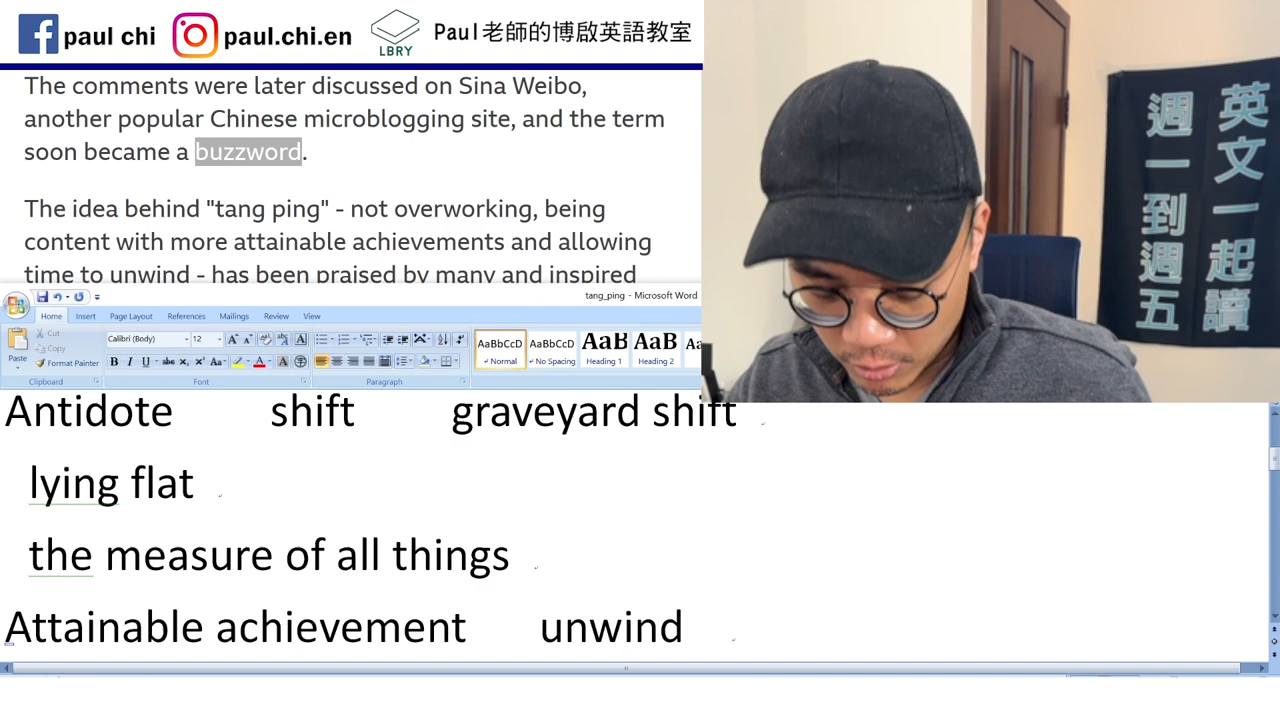 paul chi paul.chi.en LBRY Paul老師的博啟英語教室
The comments were later discussed on Sina Weibo,
another popular Chinese microblogging site, and the term
soon became a buzzword.
The idea behind "tang ping" - not overworking, being
content with more attainable achievements and allowing
time to unwind - has been praised by many and inspired
tang_ping - Microsoft Word
Home Insert Page Layout References Mailings Review View
Paste
Cut
Copy
Format Painter
Clipboard
Calibri (Body) 12
Font
Paragraph
AaBbCcD AaBbCcD AaBb AaBb
Normal No Spacing Heading 1 Heading 2
Antidote shift graveyard shift
lying flat
the measure of all things
Attainable achievement unwind
英文一起讀
週一到週五